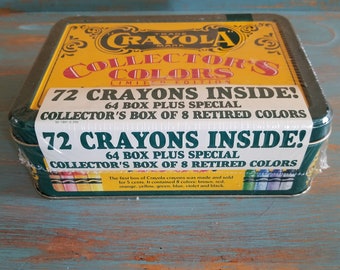 CRAYOLA
COLLECTOR'S
COLORS
LIMITED EDITION
72 CRAYONS INSIDE!
64 BOX PLUS SPECIAL
COLLECTOR'S BOX OF 8 RETIRED COLORS
72 CRAYONS INSIDE!
64 BOX PLUS SPECIAL
COLLECTOR'S BOX OF 8 RETIRED COLORS
The first box of Crayola crayons was made and sold
for 5 cents. It contained 8 colors: brown, red,
orange, yellow, green, blue, violet and black.